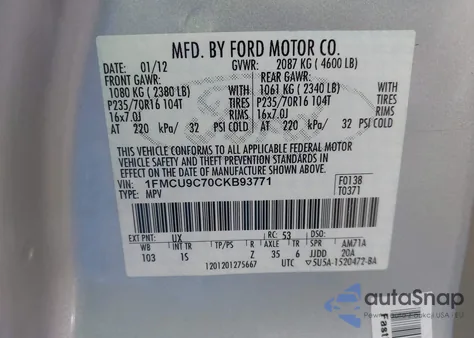 MFD. BY FORD MOTOR CO.
DATE: 01/12 GVWR: 2087 KG (4600 LB)
FRONT GAWR: REAR GAWR:
1080 KG (2380 LB) WITH 1061 KG (2340 LB)
P235/70R16 104T TIRES P235/70R16 104T
16x7.0J RIMS 16x7.0J
AT 220 kPa/ 32 PSI COLD AT 220 kPa/ 32 PSI COLD
THIS VEHICLE CONFORMS TO ALL APPLICABLE FEDERAL MOTOR
VEHICLE SAFETY AND THEFT PREVENTION STANDARDS IN
EFFECT ON THE DATE OF MANUFACTURE SHOWN ABOVE.
VIN: 1FMCU9C70CKB93771 F0138
TYPE: MPV T0371
EXT PNT: UX RC: 53 DSO:
WB INT TR TP/PS R AXLE TR SPR AM71A
103 1S Z 35 6 JJDD 20A
1201201275667 UTC 5U5A-1520472-BA
autoSnap
Fast